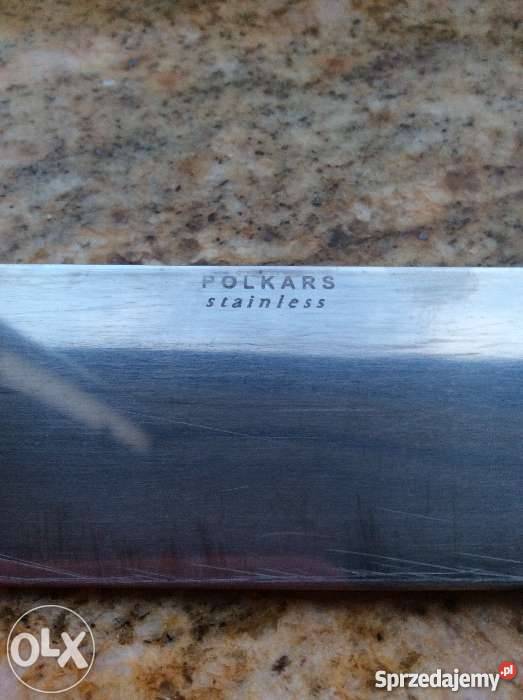 POLKARS
stainless
OLX
Sprzedajemy.pl